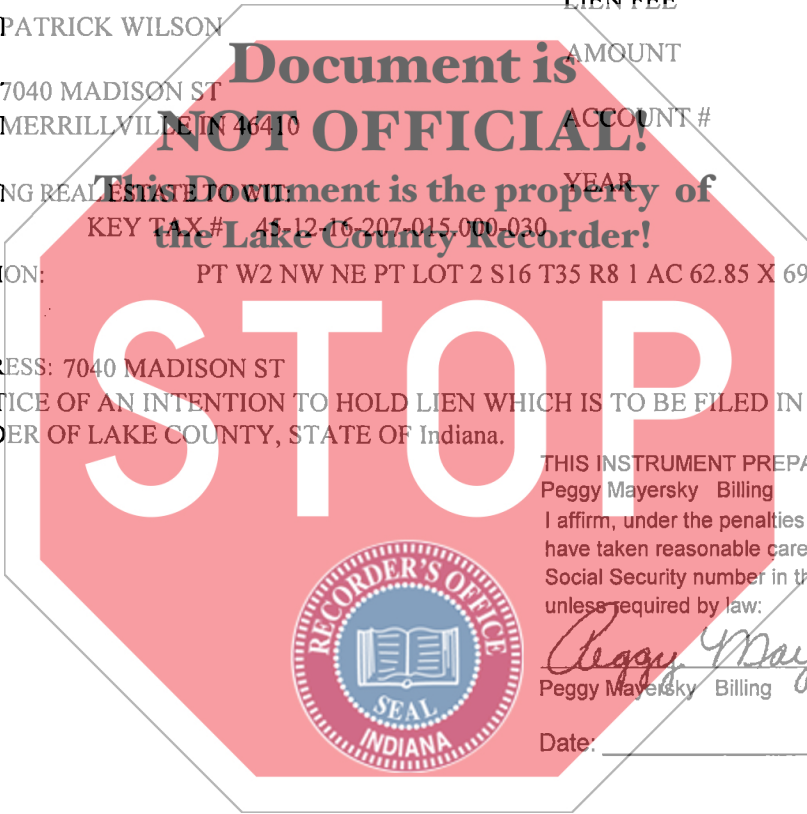 LIEN FEE
PATRICK WILSON
Document is
AMOUNT
7040 MADISON ST
MERRILLVILLE IN 46410
NOT OFFICIAL!
ACCOUNT #
NG REAL ESTATE TO WIT:
This Document is the property of
YEAR
KEY TAX # 45-12-16-207-015.000-030
the Lake County Recorder!
ION: PT W2 NW NE PT LOT 2 S16 T35 R8 1 AC 62.85 X 69
STOP
RESS: 7040 MADISON ST
TICE OF AN INTENTION TO HOLD LIEN WHICH IS TO BE FILED IN
DER OF LAKE COUNTY, STATE OF Indiana.
THIS INSTRUMENT PREPA
Peggy Mayersky Billing
I affirm, under the penalties
have taken reasonable care
Social Security number in th
unless required by law:
RECORDER'S OFFICE
SEAL
INDIANA
Peggy May
Peggy Mayersky Billing
Date: